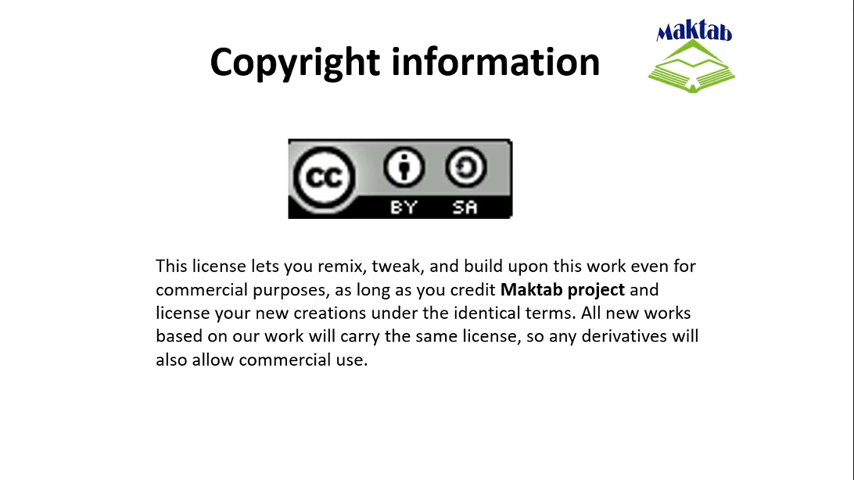 Maktab
Copyright information
CC
BY SA
This license lets you remix, tweak, and build upon this work even for
commercial purposes, as long as you credit Maktab project and
license your new creations under the identical terms. All new works
based on our work will carry the same license, so any derivatives will
also allow commercial use.